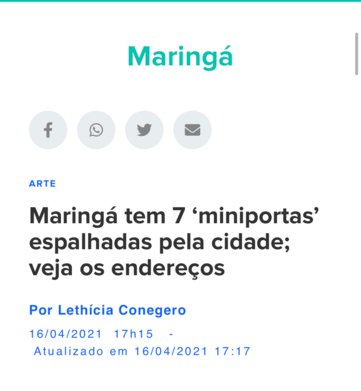 Maringá
ARTE
Maringá tem 7 ‘miniportas’
espalhadas pela cidade;
veja os endereços
Por Lethícia Conegero
16/04/2021 17h15 -
Atualizado em 16/04/2021 17:17